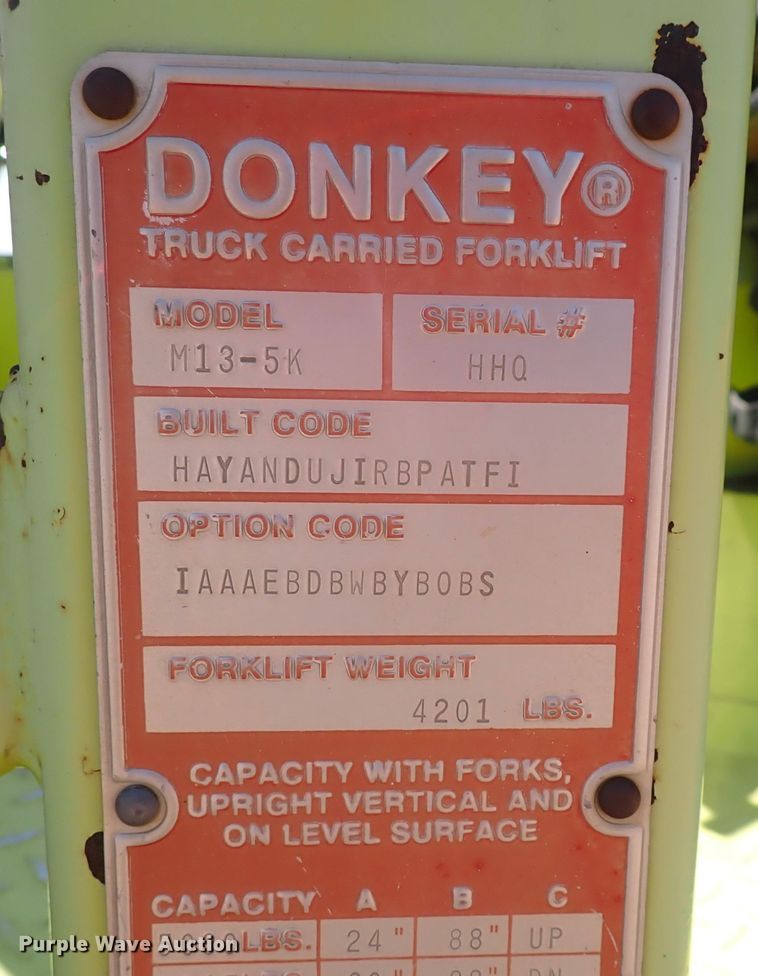 DONKEY®
TRUCK CARRIED FORKLIFT
MODEL
M13-5K
SERIAL #
HHQ
BUILT CODE
HAYANDUJIRBPATFI
OPTION CODE
IAAAEBDBWBYBOBS
FORKLIFT WEIGHT
4201 LBS.
CAPACITY WITH FORKS,
UPRIGHT VERTICAL AND
ON LEVEL SURFACE
CAPACITY A B C
LBS. 24" 88" UP
Purple Wave Auction